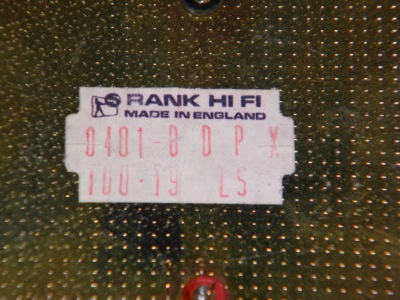 RANK HI FI
MADE IN ENGLAND
0401-B D P X
100-19 LS